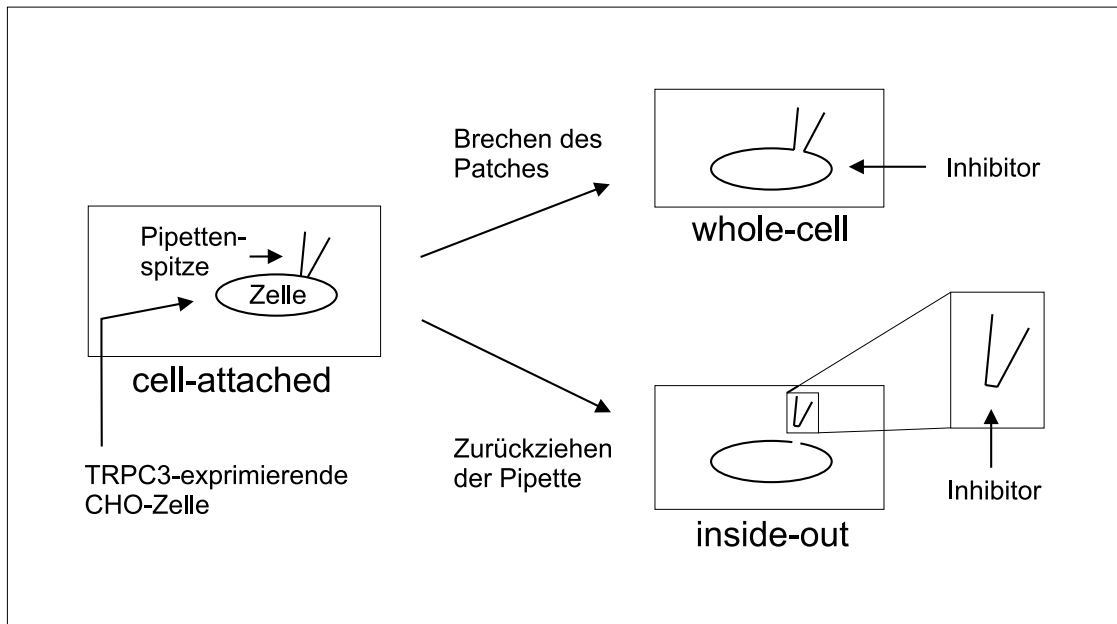 Brechen des
Patches
Inhibitor
whole-cell
Pipetten-
spitze
Zelle
cell-attached
TRPC3-exprimierende
CHO-Zelle
Zurückziehen
der Pipette
Inhibitor
inside-out